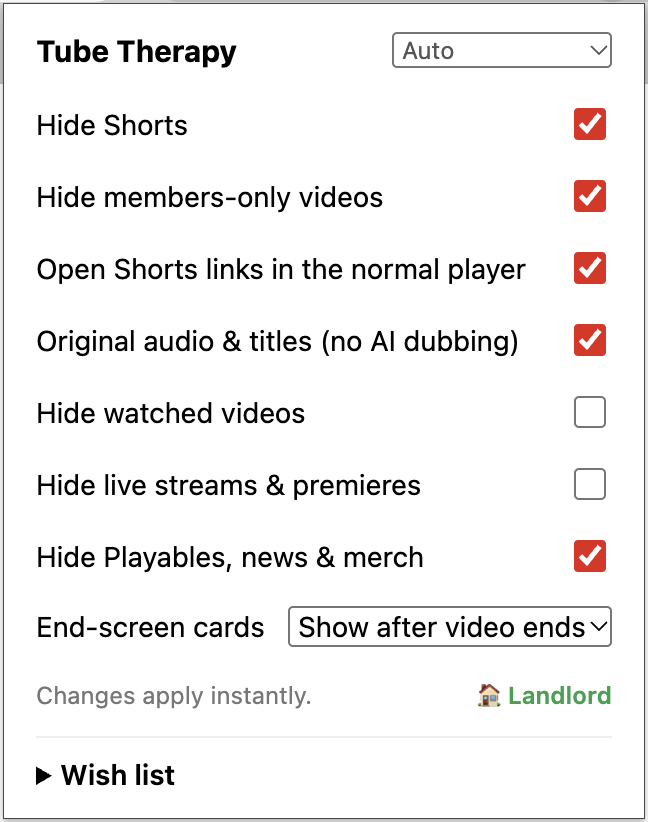 Tube Therapy
Auto
Hide Shorts
Hide members-only videos
Open Shorts links in the normal player
Original audio & titles (no AI dubbing)
Hide watched videos
Hide live streams & premieres
Hide Playables, news & merch
End-screen cards Show after video ends
Changes apply instantly. 🏠 Landlord
▶ Wish list